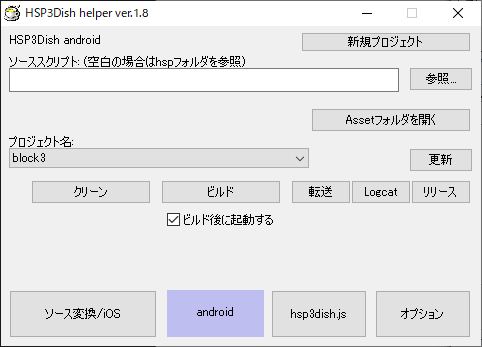 HSP3Dish helper ver.1.8
HSP3Dish android
新規プロジェクト
ソーススクリプト: (空白の場合はhspフォルダを参照)
参照...
Assetフォルダを開く
プロジェクト名:
block3
更新
クリーン ビルド 転送 Logcat リリース
ビルド後に起動する
ソース変換/iOS android hsp3dish.js オプション